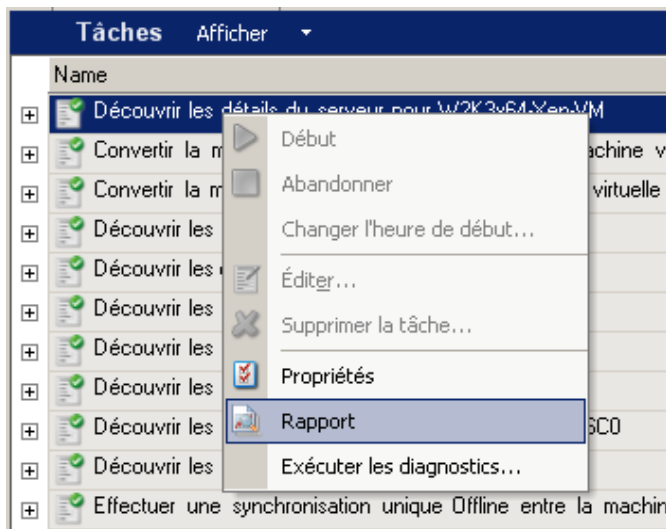 Tâches Afficher
Name
Découvrir les détails du serveur pour W2K3x64-Xen-VM
Convertir la m achine v
Convertir la m virtuelle
Découvrir les
Découvrir les
Découvrir les
Découvrir les
Découvrir les
Découvrir les SC0
Découvrir les
Effectuer une synchronisation unique Offline entre la machin
Début
Abandonner
Changer l'heure de début...
Éditer...
Supprimer la tâche...
Propriétés
Rapport
Exécuter les diagnostics...